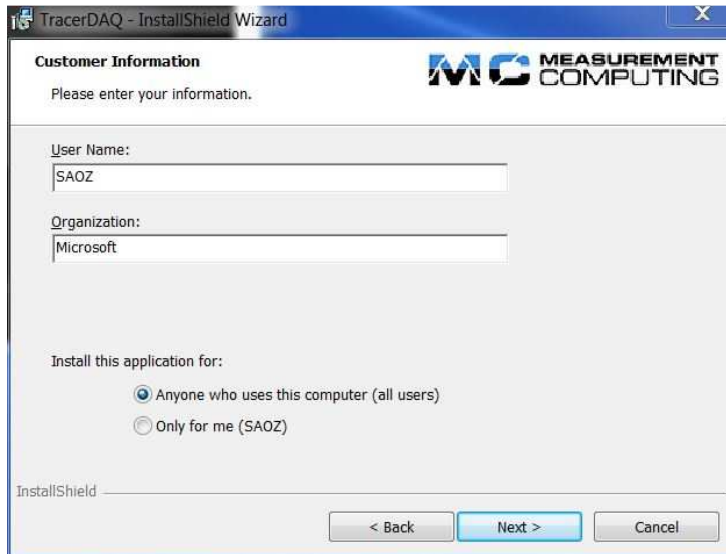 TracerDAQ - InstallShield Wizard
Customer Information
Please enter your information.
MC MEASUREMENT
COMPUTING
User Name:
SAOZ
Organization:
Microsoft
Install this application for:
Anyone who uses this computer (all users)
Only for me (SAOZ)
InstallShield
< Back Next > Cancel